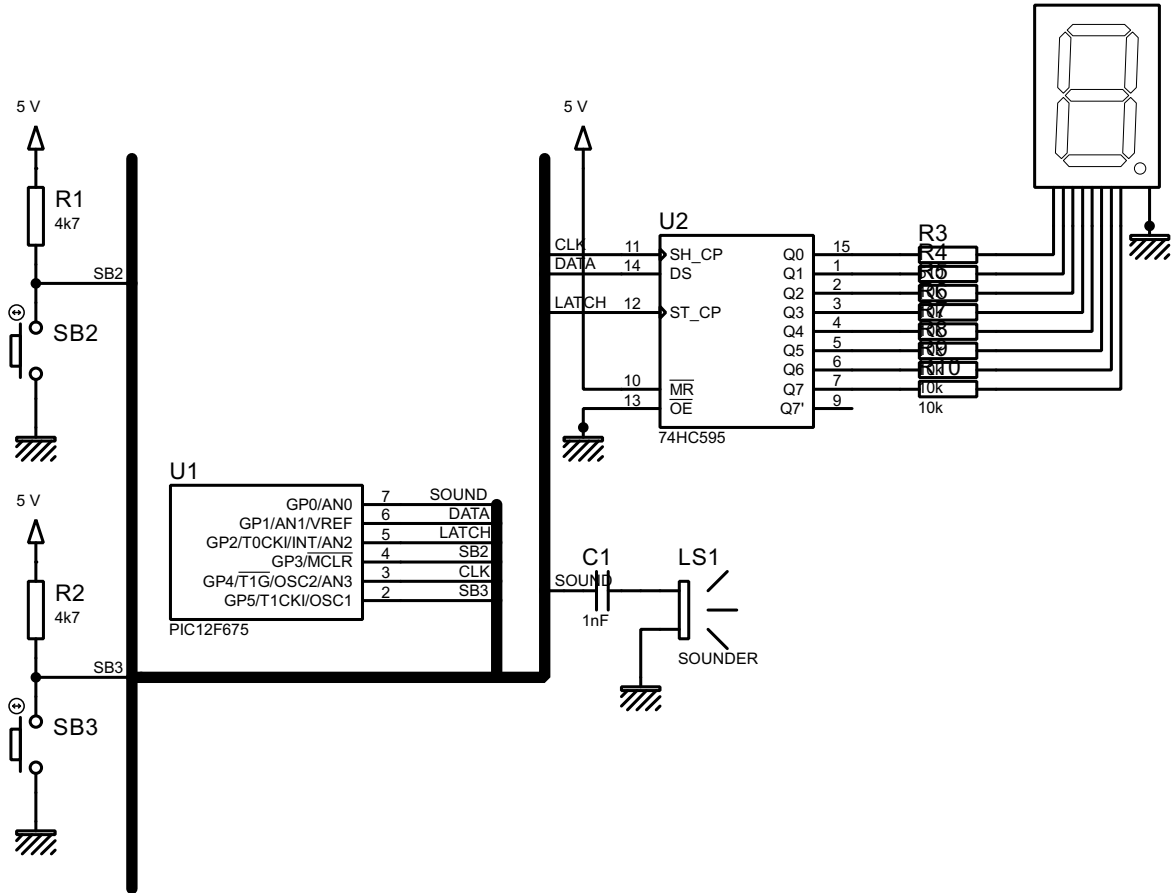 5 V
R1
4k7
SB2
SB2
5 V
R2
4k7
SB3
SB3
U1
GP0/AN0 7 SOUND
GP1/AN1/VREF 6 DATA
GP2/T0CKI/INT/AN2 5 LATCH
GP3/MCLR 4 SB2
GP4/T1G/OSC2/AN3 3 CLK
GP5/T1CKI/OSC1 2 SB3
PIC12F675
5 V
U2
CLK 11 SH_CP Q0 15
DATA 14 DS Q1 1
Q2 2
LATCH 12 ST_CP Q3 3
Q4 4
Q5 5
Q6 6
10 MR Q7 7
13 OE Q7' 9
74HC595
R3
R4
R6
R8
R10
10k
10k
C1
SOUND
1nF
LS1
SOUNDER